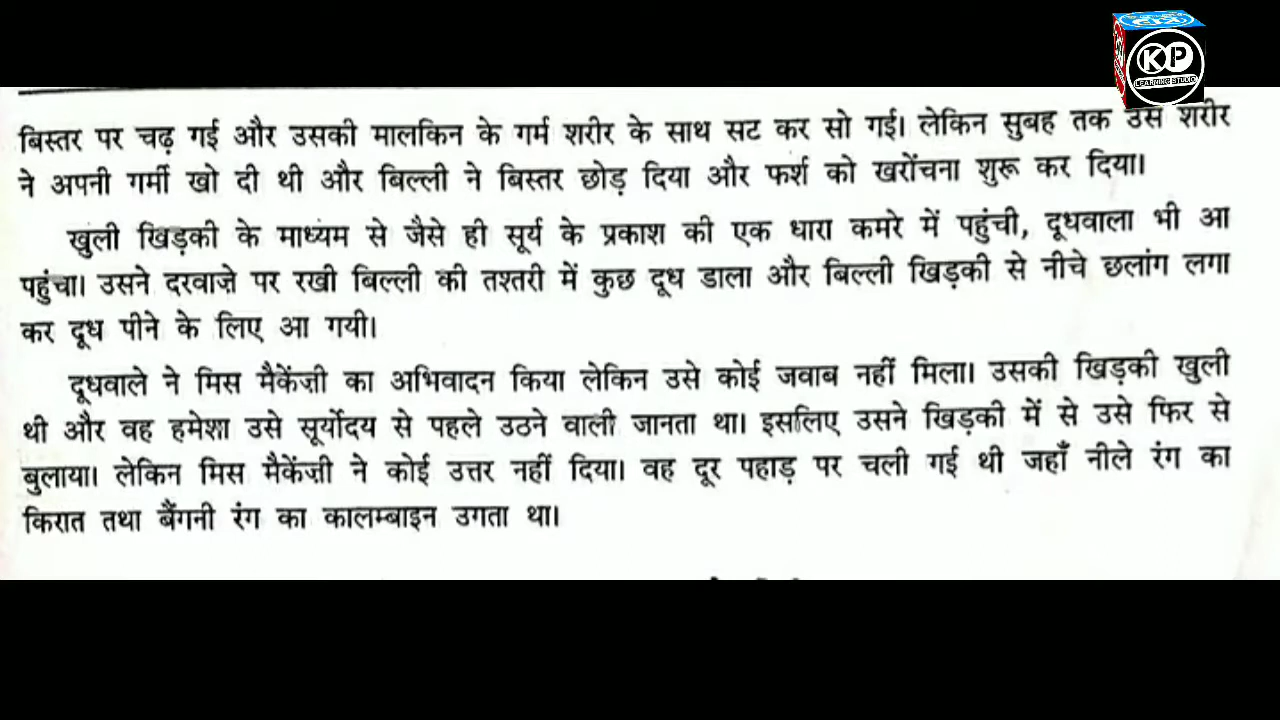 KP
LEARNING STUDIO
बिस्तर पर चढ़ गई और उसकी मालकिन के गर्म शरीर के साथ सट कर सो गई। लेकिन सुबह तक उस शरीर
ने अपनी गर्मी खो दी थी और बिल्ली ने बिस्तर छोड़ दिया और फर्श को खरोंचना शुरू कर दिया।
खुली खिड़की के माध्यम से जैसे ही सूर्य के प्रकाश की एक धारा कमरे में पहुंची, दूधवाला भी आ
पहुंचा। उसने दरवाज़े पर रखी बिल्ली की तश्तरी में कुछ दूध डाला और बिल्ली खिड़की से नीचे छलांग लगा
कर दूध पीने के लिए आ गयी।
दूधवाले ने मिस मैकेंज़ी का अभिवादन किया लेकिन उसे कोई जवाब नहीं मिला। उसकी खिड़की खुली
थी और वह हमेशा उसे सूर्योदय से पहले उठने वाली जानता था। इसलिए उसने खिड़की में से उसे फिर से
बुलाया। लेकिन मिस मैकेंज़ी ने कोई उत्तर नहीं दिया। वह दूर पहाड़ पर चली गई थी जहाँ नीले रंग का
किरात तथा बैंगनी रंग का कालम्बाइन उगता था।